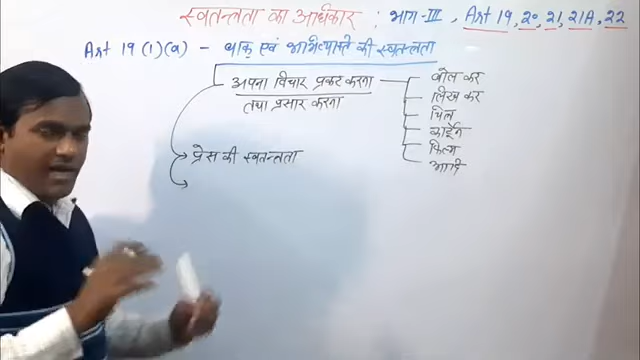 स्वतन्त्रता का अधिकार : भाग-III, Art 19, 20, 21, 21A, 22
Art 19 (1)(a) - वाक् एवं अभिव्यक्ति की स्वतन्त्रता
अपना विचार प्रकट करना
तथा प्रसार करना
बोल कर
लिख कर
चित्र
कार्टून
फिल्म
आदि
प्रेस की स्वतन्त्रता